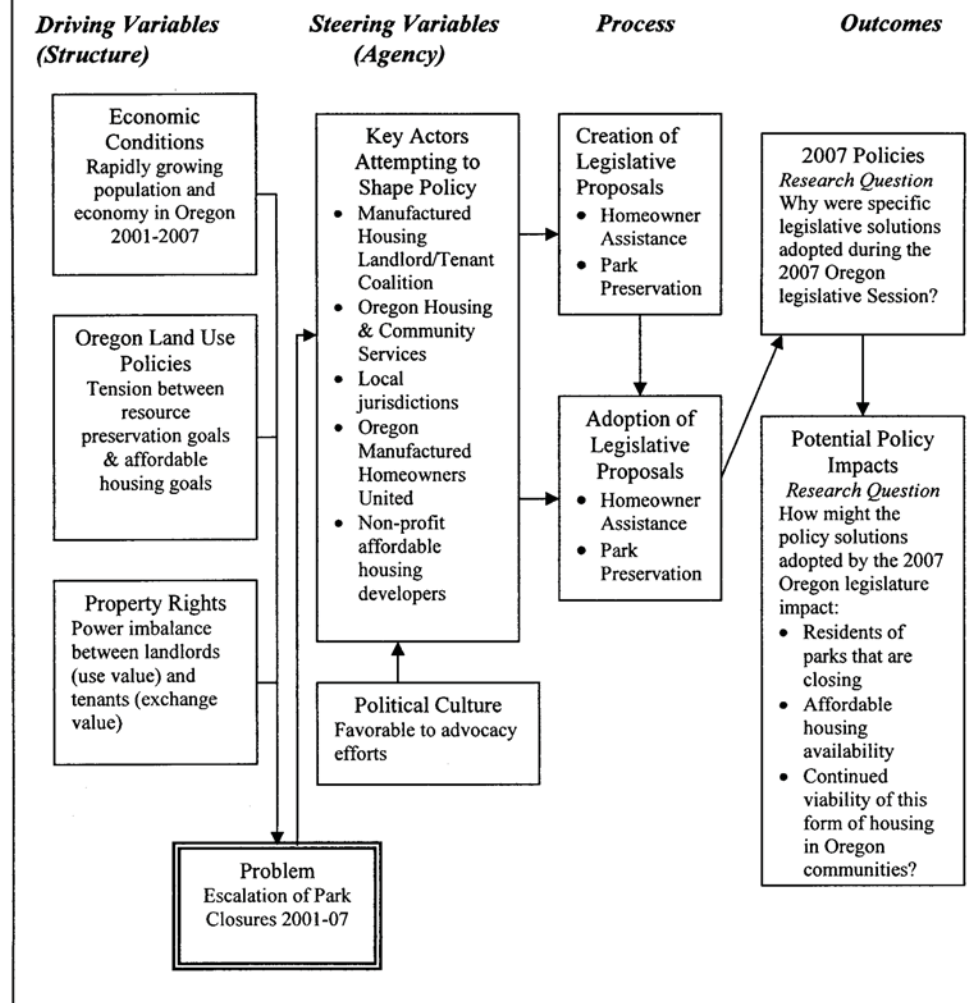 Driving Variables
(Structure)
Steering Variables
(Agency)
Process
Outcomes
Economic
Conditions
Rapidly growing
population and
economy in Oregon
2001-2007
Oregon Land Use
Policies
Tension between
resource
preservation goals
& affordable
housing goals
Property Rights
Power imbalance
between landlords
(use value) and
tenants (exchange
value)
Problem
Escalation of Park
Closures 2001-07
Key Actors
Attempting to
Shape Policy
• Manufactured
Housing
Landlord/Tenant
Coalition
• Oregon Housing
& Community
Services
• Local
jurisdictions
• Oregon
Manufactured
Homeowners
United
• Non-profit
affordable
housing
developers
Political Culture
Favorable to advocacy
efforts
Creation of
Legislative
Proposals
• Homeowner
Assistance
• Park
Preservation
Adoption of
Legislative
Proposals
• Homeowner
Assistance
• Park
Preservation
2007 Policies
Research Question
Why were specific
legislative solutions
adopted during the
2007 Oregon
legislative Session?
Potential Policy
Impacts
Research Question
How might the
policy solutions
adopted by the 2007
Oregon legislature
impact:
• Residents of
parks that are
closing
• Affordable
housing
availability
• Continued
viability of this
form of housing
in Oregon
communities?